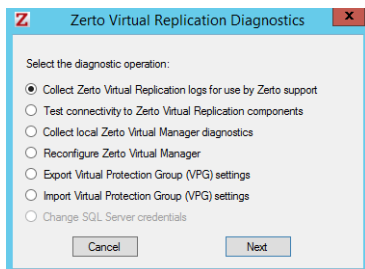 Z Zerto Virtual Replication Diagnostics x
Select the diagnostic operation:
Collect Zerto Virtual Replication logs for use by Zerto support
Test connectivity to Zerto Virtual Replication components
Collect local Zerto Virtual Manager diagnostics
Reconfigure Zerto Virtual Manager
Export Virtual Protection Group (VPG) settings
Import Virtual Protection Group (VPG) settings
Change SQL Server credentials
Cancel Next